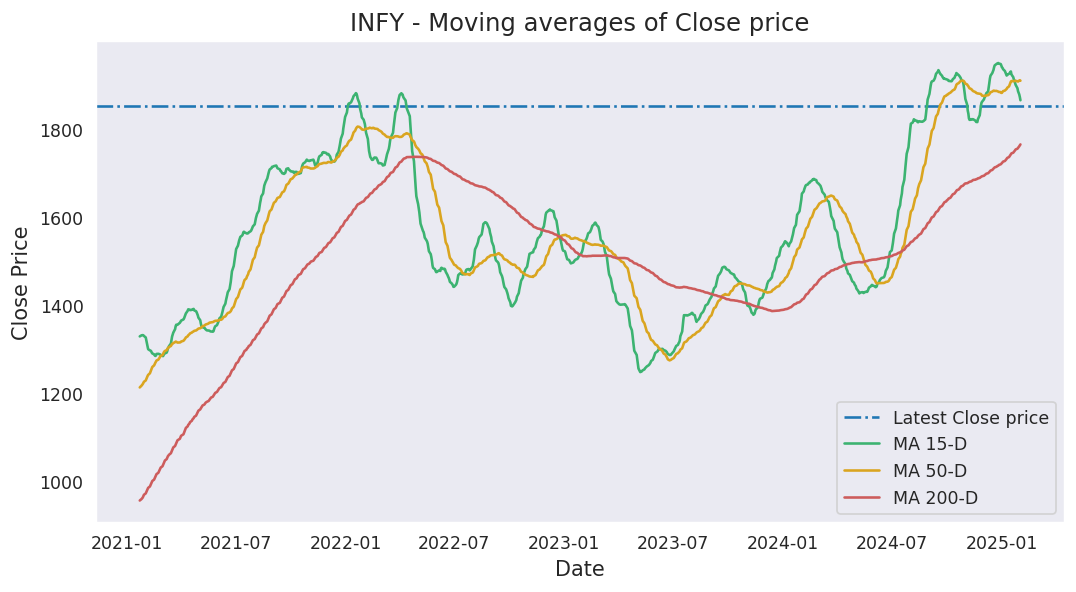 INFY - Moving averages of Close price
Close Price
1800
1600
1400
1200
1000
Latest Close price
MA 15-D
MA 50-D
MA 200-D
2021-01 2021-07 2022-01 2022-07 2023-01 2023-07 2024-01 2024-07 2025-01
Date